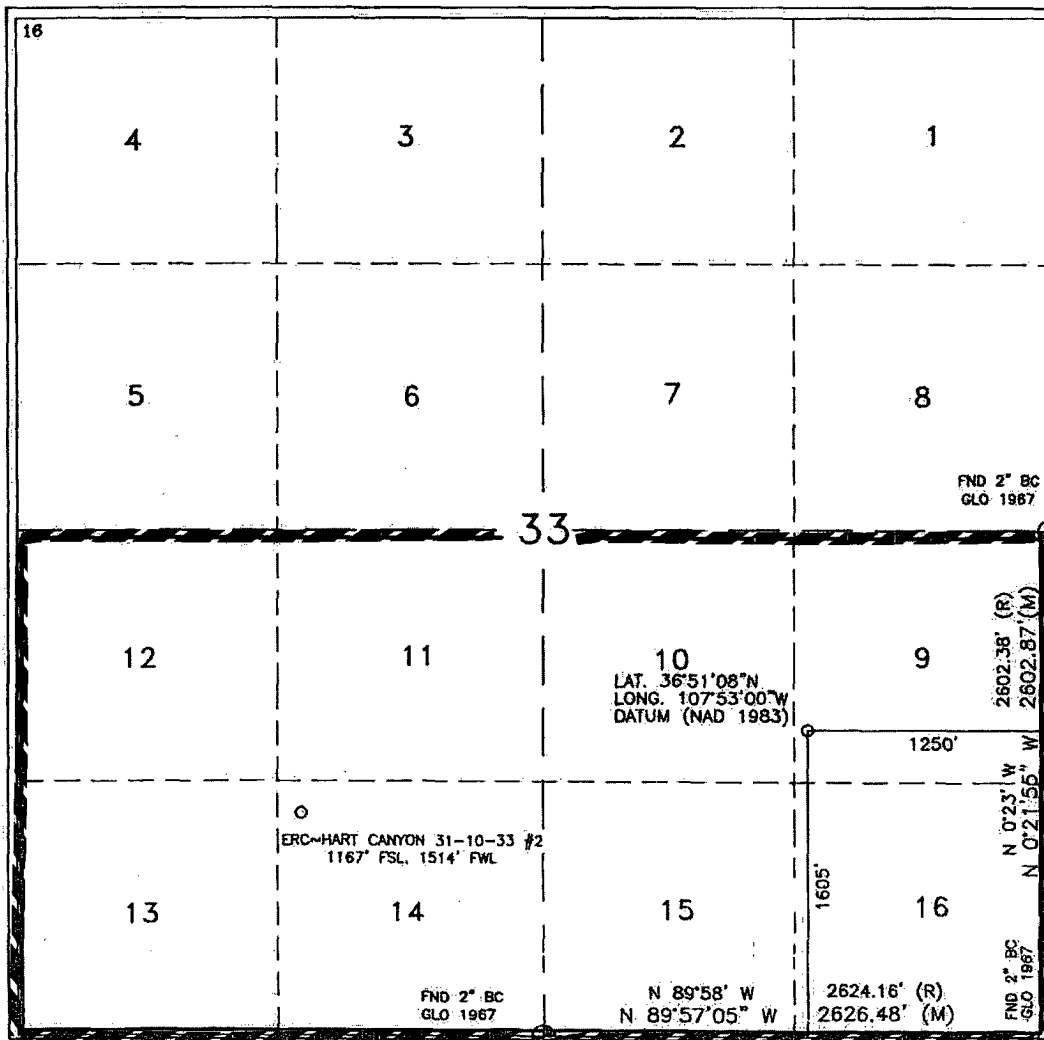 16
4
3
2
1
5
6
7
8
FND 2" BC
GLO 1967
33
12
11
10
9
LAT. 36°51'08"N
LONG. 107°53'00"W
DATUM (NAD 1983)
2602.38' (R)
2602.87' (M)
1250'
N 0°23' W
N 0°21'55" W
ERC~HART CANYON 31-10-33 #2
1167' FSL, 1514' FWL
1605'
13
14
15
16
FND 2" BC
GLO 1967
N 89°58' W 2624.16' (R)
N 89°57'05" W 2626.48' (M)
FND 2" BC
GLO 1967